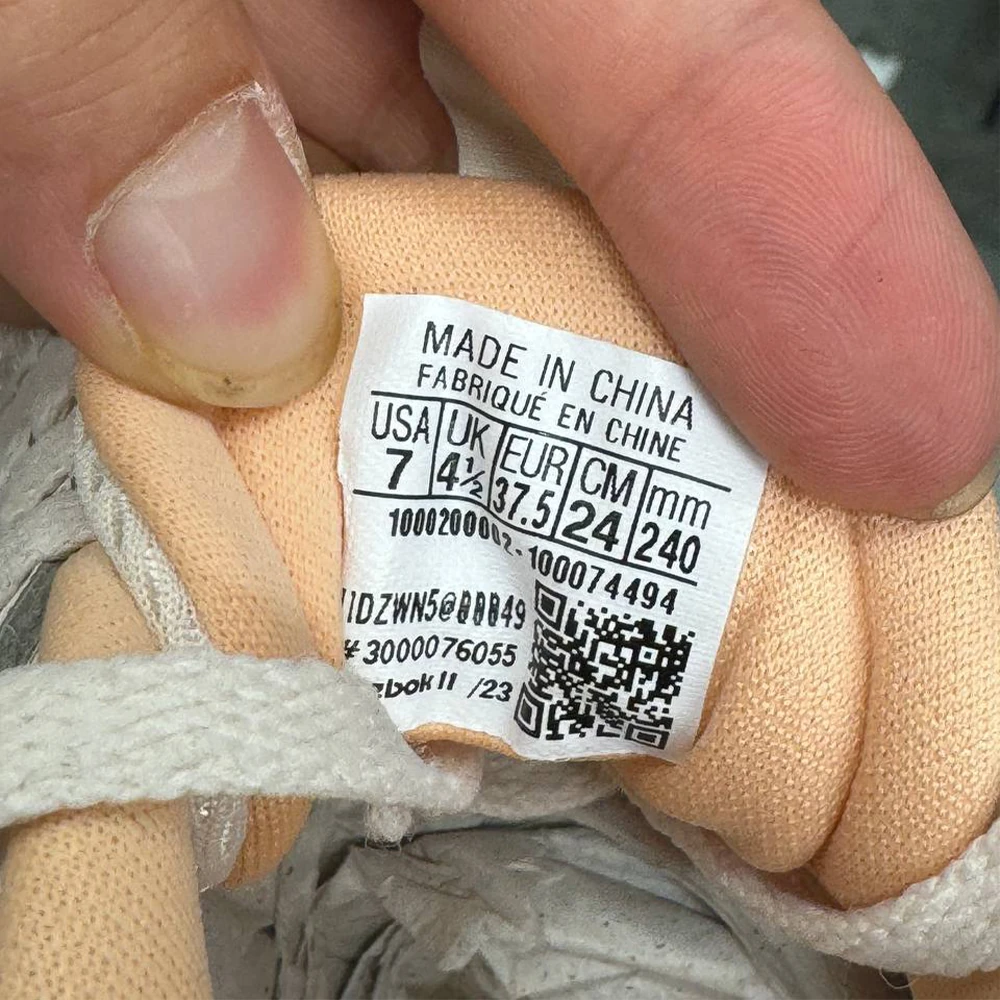 MADE IN CHINA
FABRIQUÉ EN CHINE
USA UK EUR CM mm
7 4½ 37.5 24 240
1000200002-100074494
#3000076055
/23